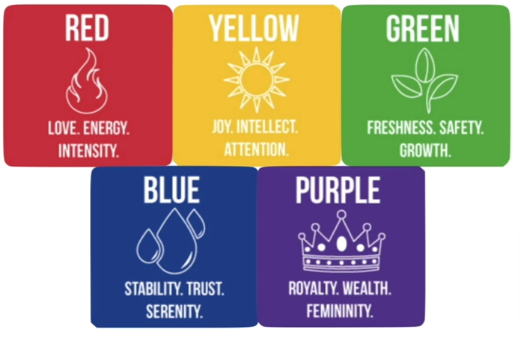 RED
LOVE. ENERGY.
INTENSITY.
YELLOW
JOY. INTELLECT.
ATTENTION.
GREEN
FRESHNESS. SAFETY.
GROWTH.
BLUE
STABILITY. TRUST.
SERENITY.
PURPLE
ROYALTY. WEALTH.
FEMININITY.